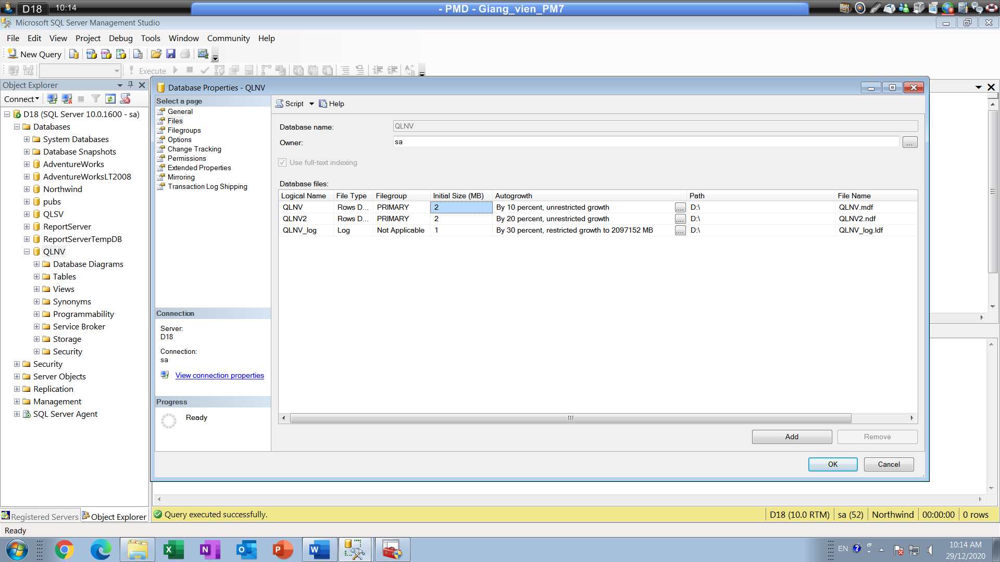 D18 10:14 - PMD - Giang_vien_PM7
Microsoft SQL Server Management Studio
File Edit View Project Debug Tools Window Community Help
New Query
Execute
Object Explorer
Connect
D18 (SQL Server 10.0.1600 - sa)
Databases
System Databases
Database Snapshots
AdventureWorks
AdventureWorksLT2008
Northwind
pubs
QLSV
ReportServer
ReportServerTempDB
QLNV
Database Diagrams
Tables
Views
Synonyms
Programmability
Service Broker
Storage
Security
Security
Server Objects
Replication
Management
SQL Server Agent
Registered Servers Object Explorer
Database Properties - QLNV
Select a page
General
Files
Filegroups
Options
Change Tracking
Permissions
Extended Properties
Mirroring
Transaction Log Shipping
Connection
Server:
D18
Connection:
sa
View connection properties
Progress
Ready
Script Help
Database name: QLNV
Owner: sa ...
Use full-text indexing
Database files:
Logical Name File Type Filegroup Initial Size (MB) Autogrowth Path File Name
QLNV Rows D... PRIMARY 2 By 10 percent, unrestricted growth ... D:\ QLNV.mdf
QLNV2 Rows D... PRIMARY 2 By 20 percent, unrestricted growth ... D:\ QLNV2.ndf
QLNV_log Log Not Applicable 1 By 30 percent, restricted growth to 2097152 MB ... D:\ QLNV_log.ldf
Add Remove
OK Cancel
Query executed successfully. D18 (10.0 RTM) sa (52) Northwind 00:00:00 0 rows
Ready
EN 10:14 AM
29/12/2020